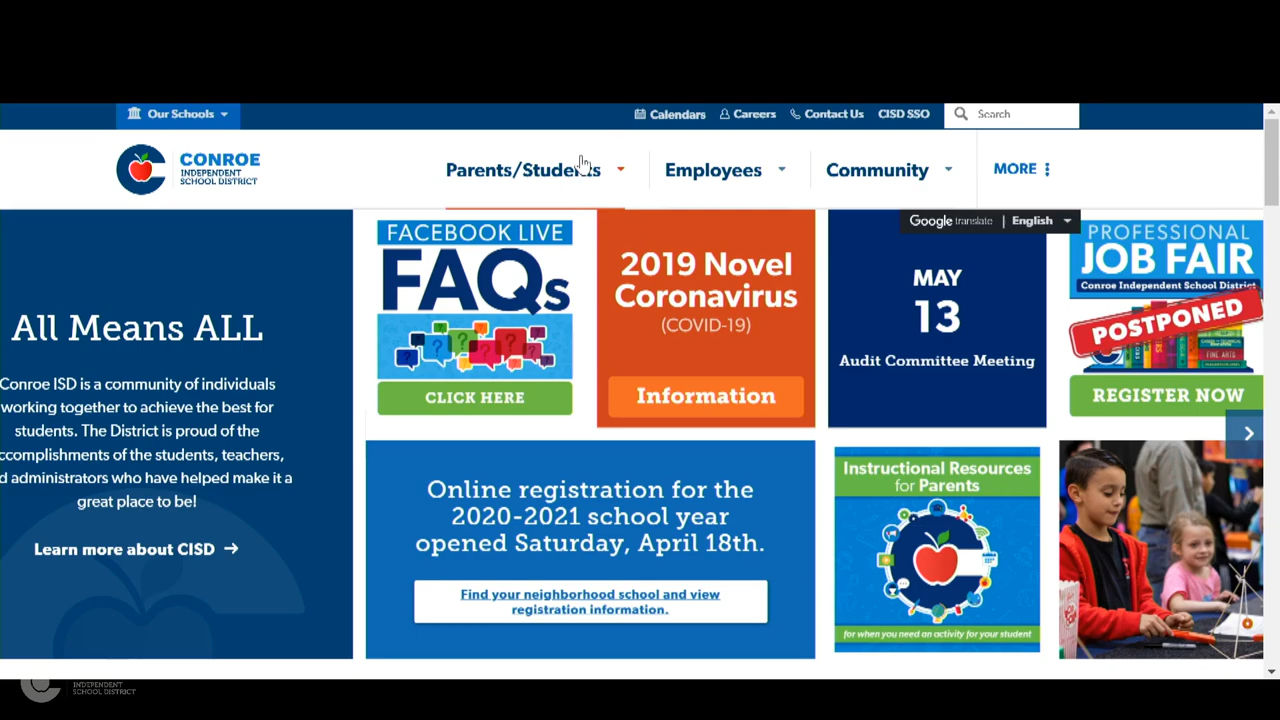 Our Schools
Calendars
Careers
Contact Us
CISD SSO
Search
CONROE
INDEPENDENT
SCHOOL DISTRICT
Parents/Students
Employees
Community
MORE
Google translate | English
All Means ALL
Conroe ISD is a community of individuals
working together to achieve the best for
students. The District is proud of the
ccomplishments of the students, teachers,
d administrators who have helped make it a
great place to be!
Learn more about CISD →
FACEBOOK LIVE
FAQs
CLICK HERE
2019 Novel
Coronavirus
(COVID-19)
Information
MAY
13
Audit Committee Meeting
PROFESSIONAL
JOB FAIR
Conroe Independent School District
POSTPONED
FINE ARTS
REGISTER NOW
Online registration for the
2020-2021 school year
opened Saturday, April 18th.
Find your neighborhood school and view
registration information.
Instructional Resources
for Parents
for when you need an activity for your student
INDEPENDENT
SCHOOL DISTRICT